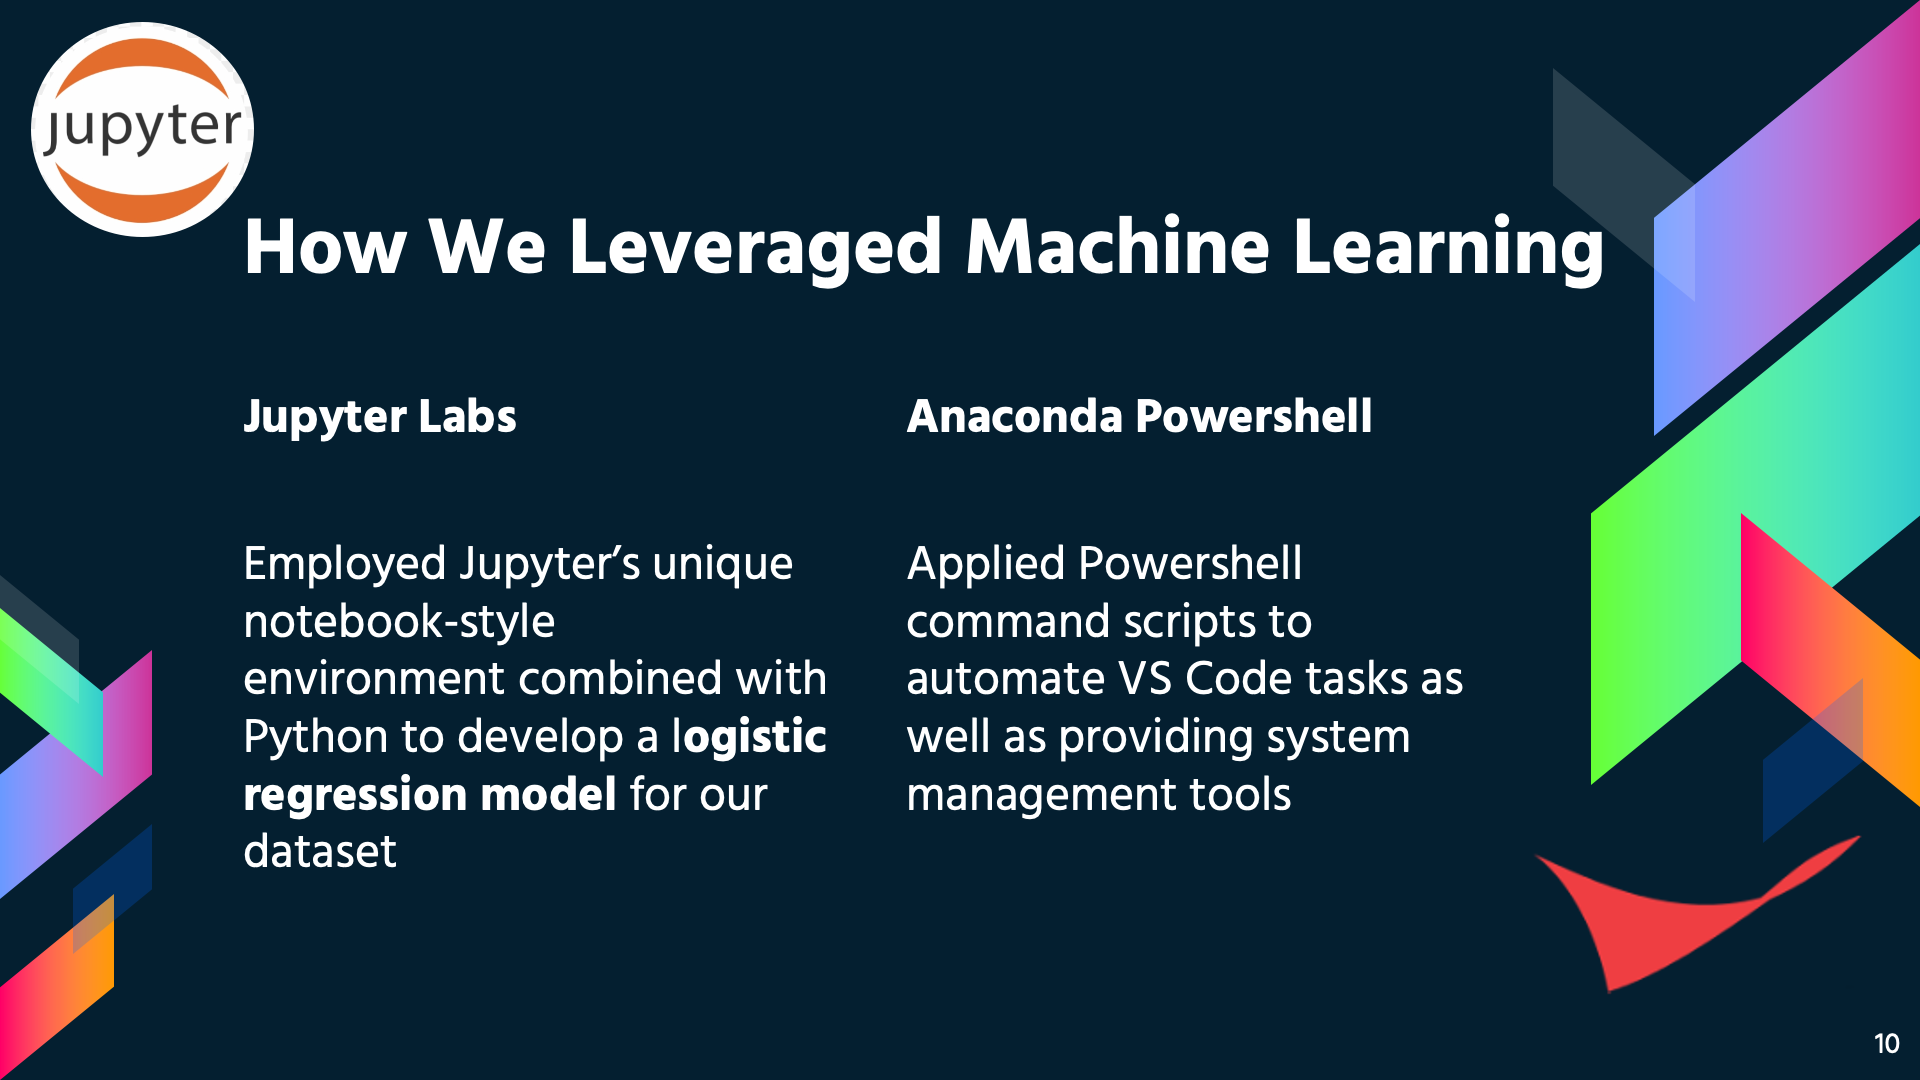 jupyter
How We Leveraged Machine Learning
Jupyter Labs
Employed Jupyter’s unique
notebook-style
environment combined with
Python to develop a logistic
regression model for our
dataset
Anaconda Powershell
Applied Powershell
command scripts to
automate VS Code tasks as
well as providing system
management tools
10